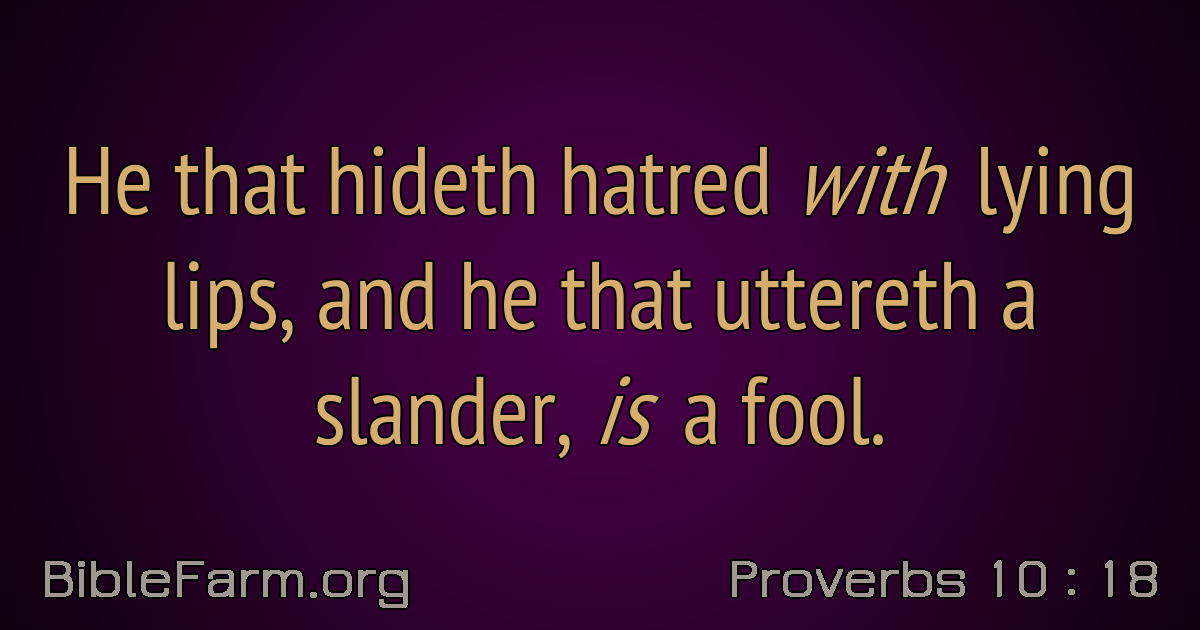 He that hideth hatred with lying
lips, and he that uttereth a
slander, is a fool.
BibleFarm.org
Proverbs 10 : 18